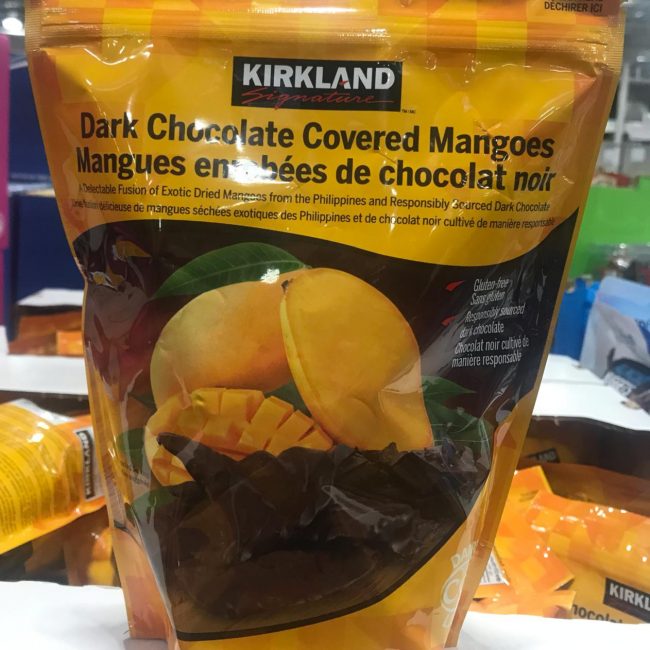 DÉCHIRER ICI
KIRKLAND
Signature
TM/MC
Dark Chocolate Covered Mangoes
Mangues enrobées de chocolat noir
A Delectable Fusion of Exotic Dried Mangoes from the Philippines and Responsibly Sourced Dark Chocolate
Une fusion délicieuse de mangues séchées exotiques des Philippines et de chocolat noir cultivé de manière responsable
Gluten-free
Sans gluten
Responsibly sourced
dark chocolate
Chocolat noir cultivé de
manière responsable
KIRKLAND